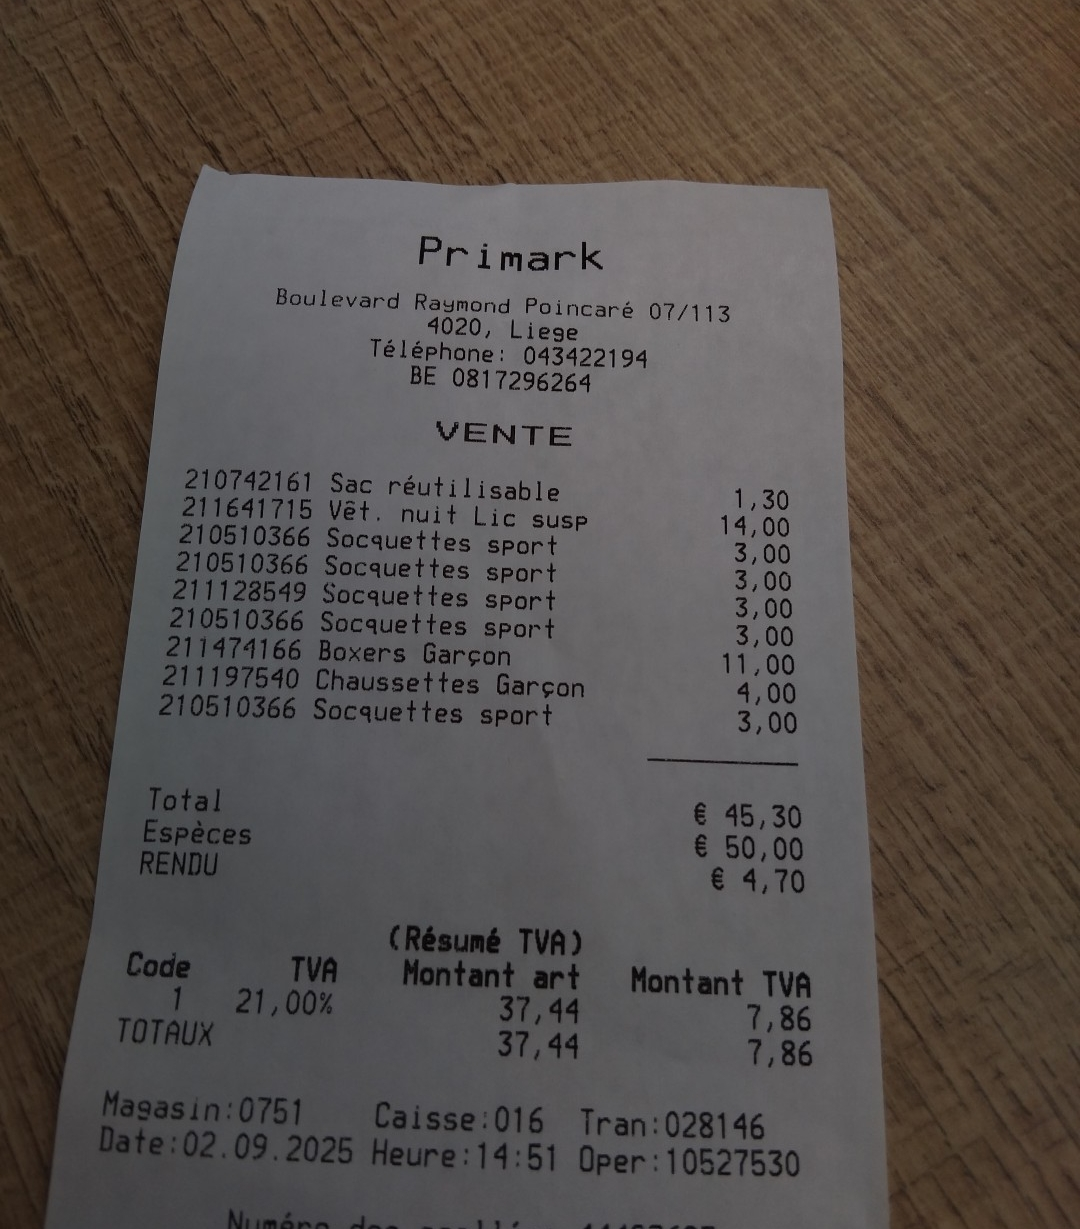 Primark
Boulevard Raymond Poincaré 07/113
4020, Liege
Téléphone: 043422194
BE 0817296264
VENTE
210742161 Sac réutilisable 1,30
211641715 Vêt. nuit Lic susp 14,00
210510366 Socquettes sport 3,00
210510366 Socquettes sport 3,00
211128549 Socquettes sport 3,00
210510366 Socquettes sport 3,00
211474166 Boxers Garçon 11,00
211197540 Chaussettes Garçon 4,00
210510366 Socquettes sport 3,00
Total € 45,30
Espèces € 50,00
RENDU € 4,70
(Résumé TVA)
Code TVA Montant art Montant TVA
1 21,00% 37,44 7,86
TOTAUX 37,44 7,86
Magasin:0751 Caisse:016 Tran:028146
Date:02.09.2025 Heure:14:51 Oper:10527530